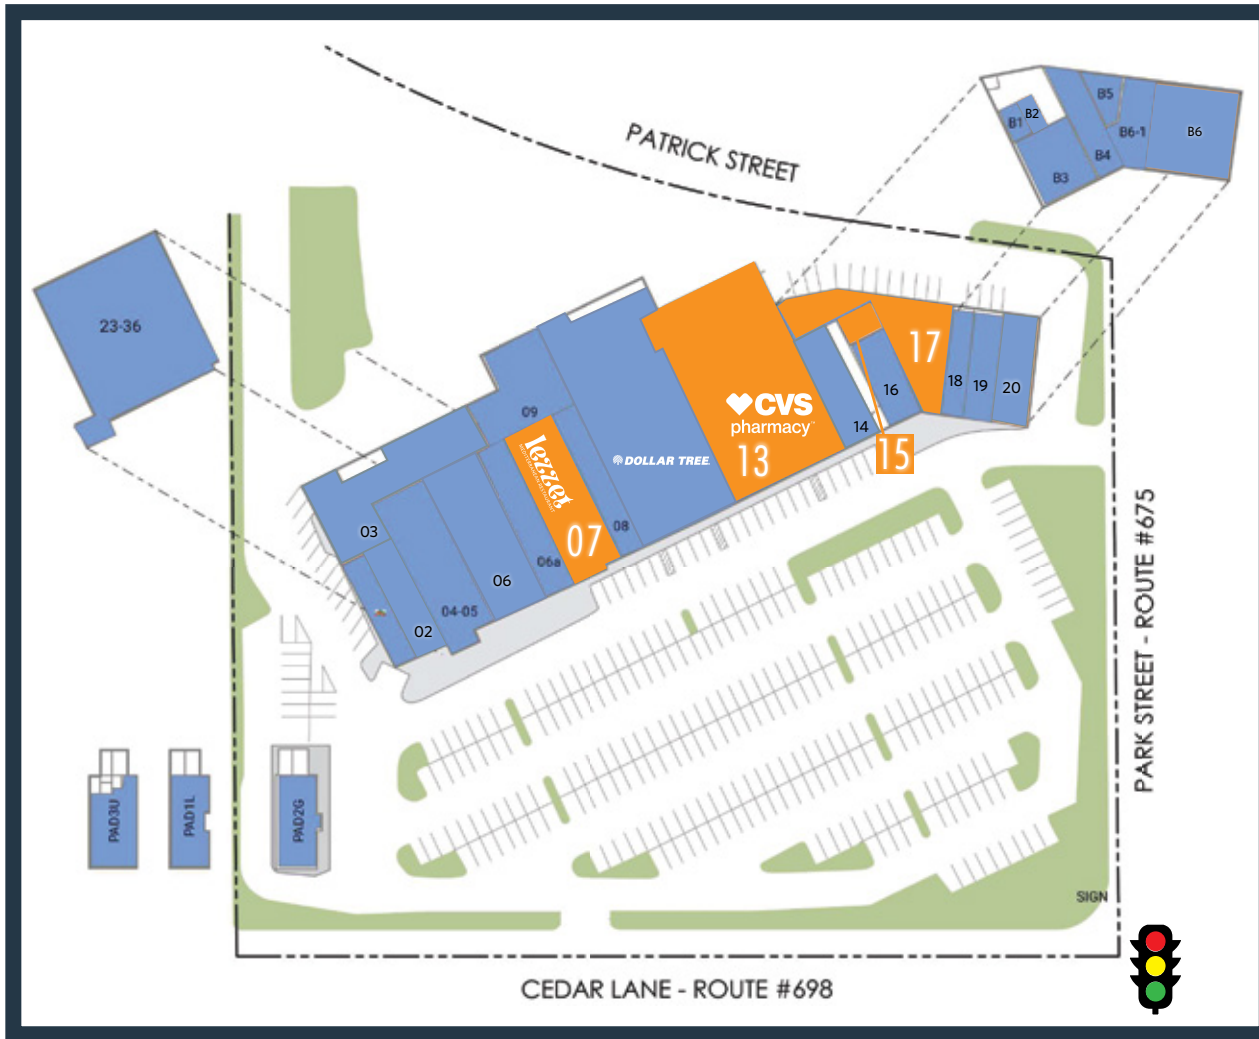 PATRICK STREET
B1
B2
B3
B4
B5
B6-1
B6
23-36
03
02
04-05
06
06a
09
lezzet
07
08
DOLLAR TREE
CVS
pharmacy
13
14
15
16
17
18
19
20
PARK STREET - ROUTE #675
PAD3U
PAD1L
PAD2G
SIGN
CEDAR LANE - ROUTE #698